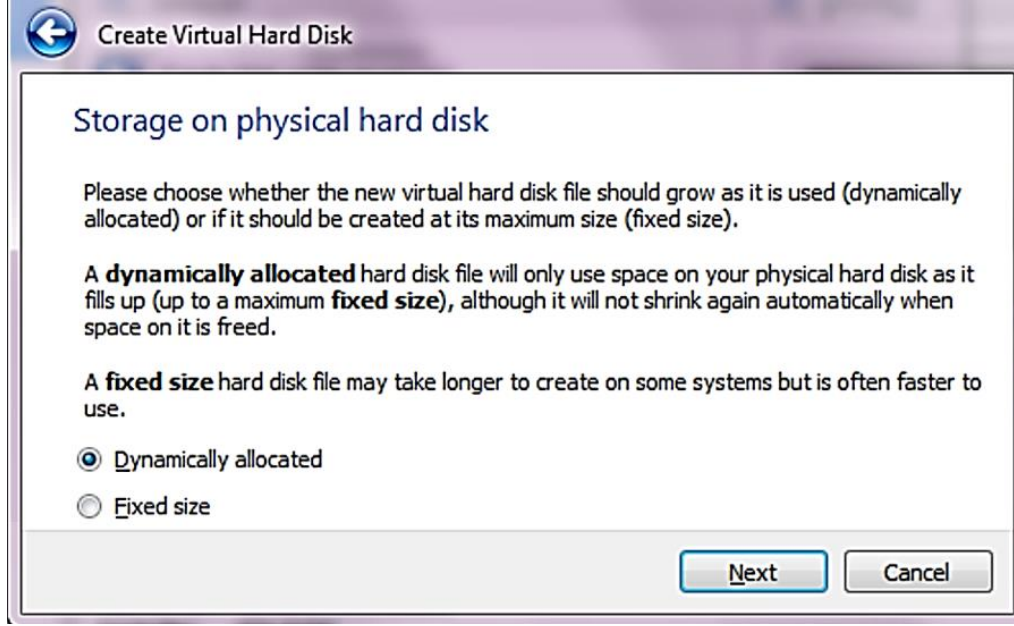 Create Virtual Hard Disk
Storage on physical hard disk
Please choose whether the new virtual hard disk file should grow as it is used (dynamically
allocated) or if it should be created at its maximum size (fixed size).
A dynamically allocated hard disk file will only use space on your physical hard disk as it
fills up (up to a maximum fixed size), although it will not shrink again automatically when
space on it is freed.
A fixed size hard disk file may take longer to create on some systems but is often faster to
use.
Dynamically allocated
Fixed size
Next Cancel